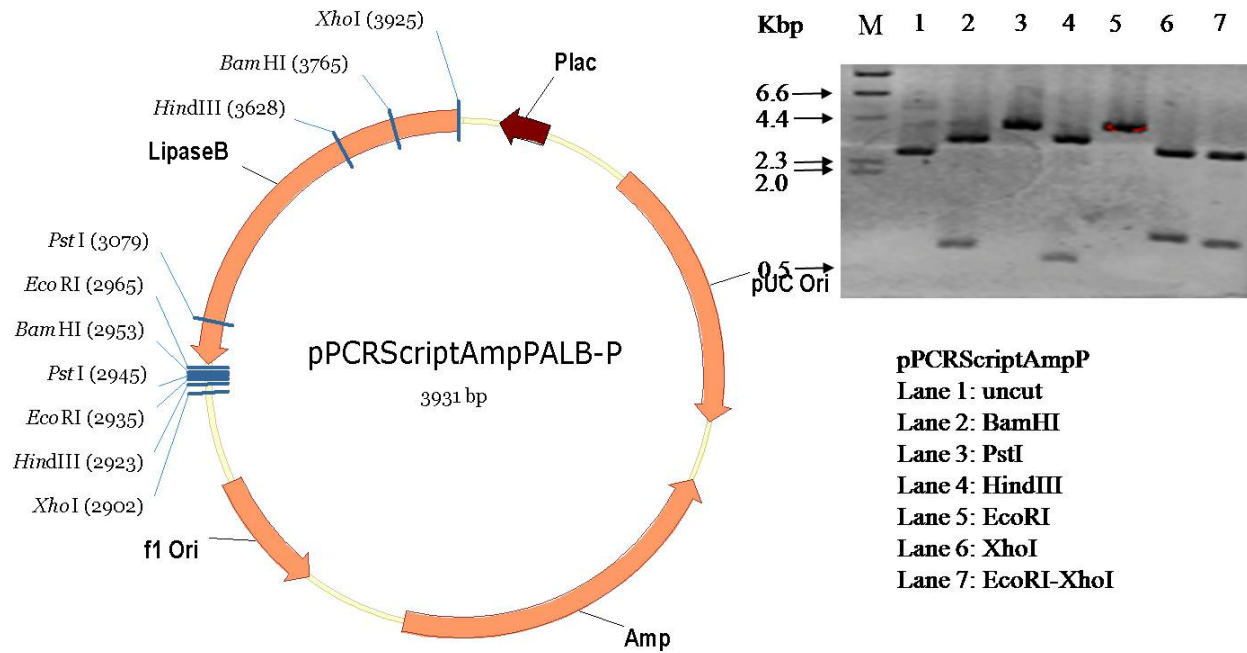 XhoI (3925)
BamHI (3765)
HindIII (3628)
LipaseB
PstI (3079)
EcoRI (2965)
BamHI (2953)
PstI (2945)
EcoRI (2935)
HindIII (2923)
XhoI (2902)
f1 Ori
Plac
pUC Ori
Amp
pPCRScriptAmpPALB-P
3931 bp
Kbp M 1 2 3 4 5 6 7
6.6
4.4
2.3
2.0
0.5
pPCRScriptAmpP
Lane 1: uncut
Lane 2: BamHI
Lane 3: PstI
Lane 4: HindIII
Lane 5: EcoRI
Lane 6: XhoI
Lane 7: EcoRI-XhoI